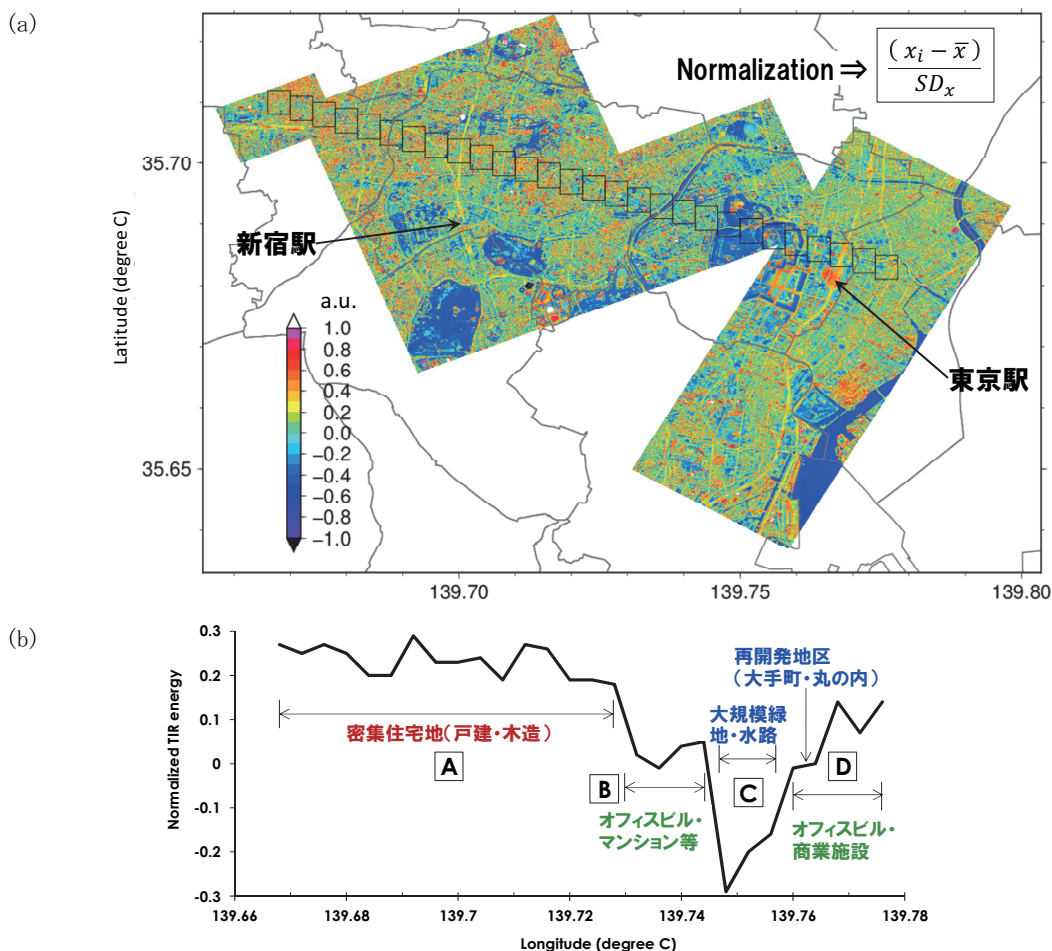 (a)
Normalization ⇒ (x_i − x̄) / SD_x
35.70
35.65
Latitude (degree C)
新宿駅
東京駅
a.u.
1.0
0.8
0.6
0.4
0.2
0.0
−0.2
−0.4
−0.6
−0.8
−1.0
139.70
139.75
139.80
(b)
Normalized TIR energy
0.3
0.2
0.1
0
-0.1
-0.2
-0.3
密集住宅地(戸建・木造)
A
B
オフィスビル・
マンション等
大規模緑
地・水路
C
再開発地区
(大手町・丸の内)
D
オフィスビル・
商業施設
139.66
139.68
139.7
139.72
139.74
139.76
139.78
Longitude (degree C)